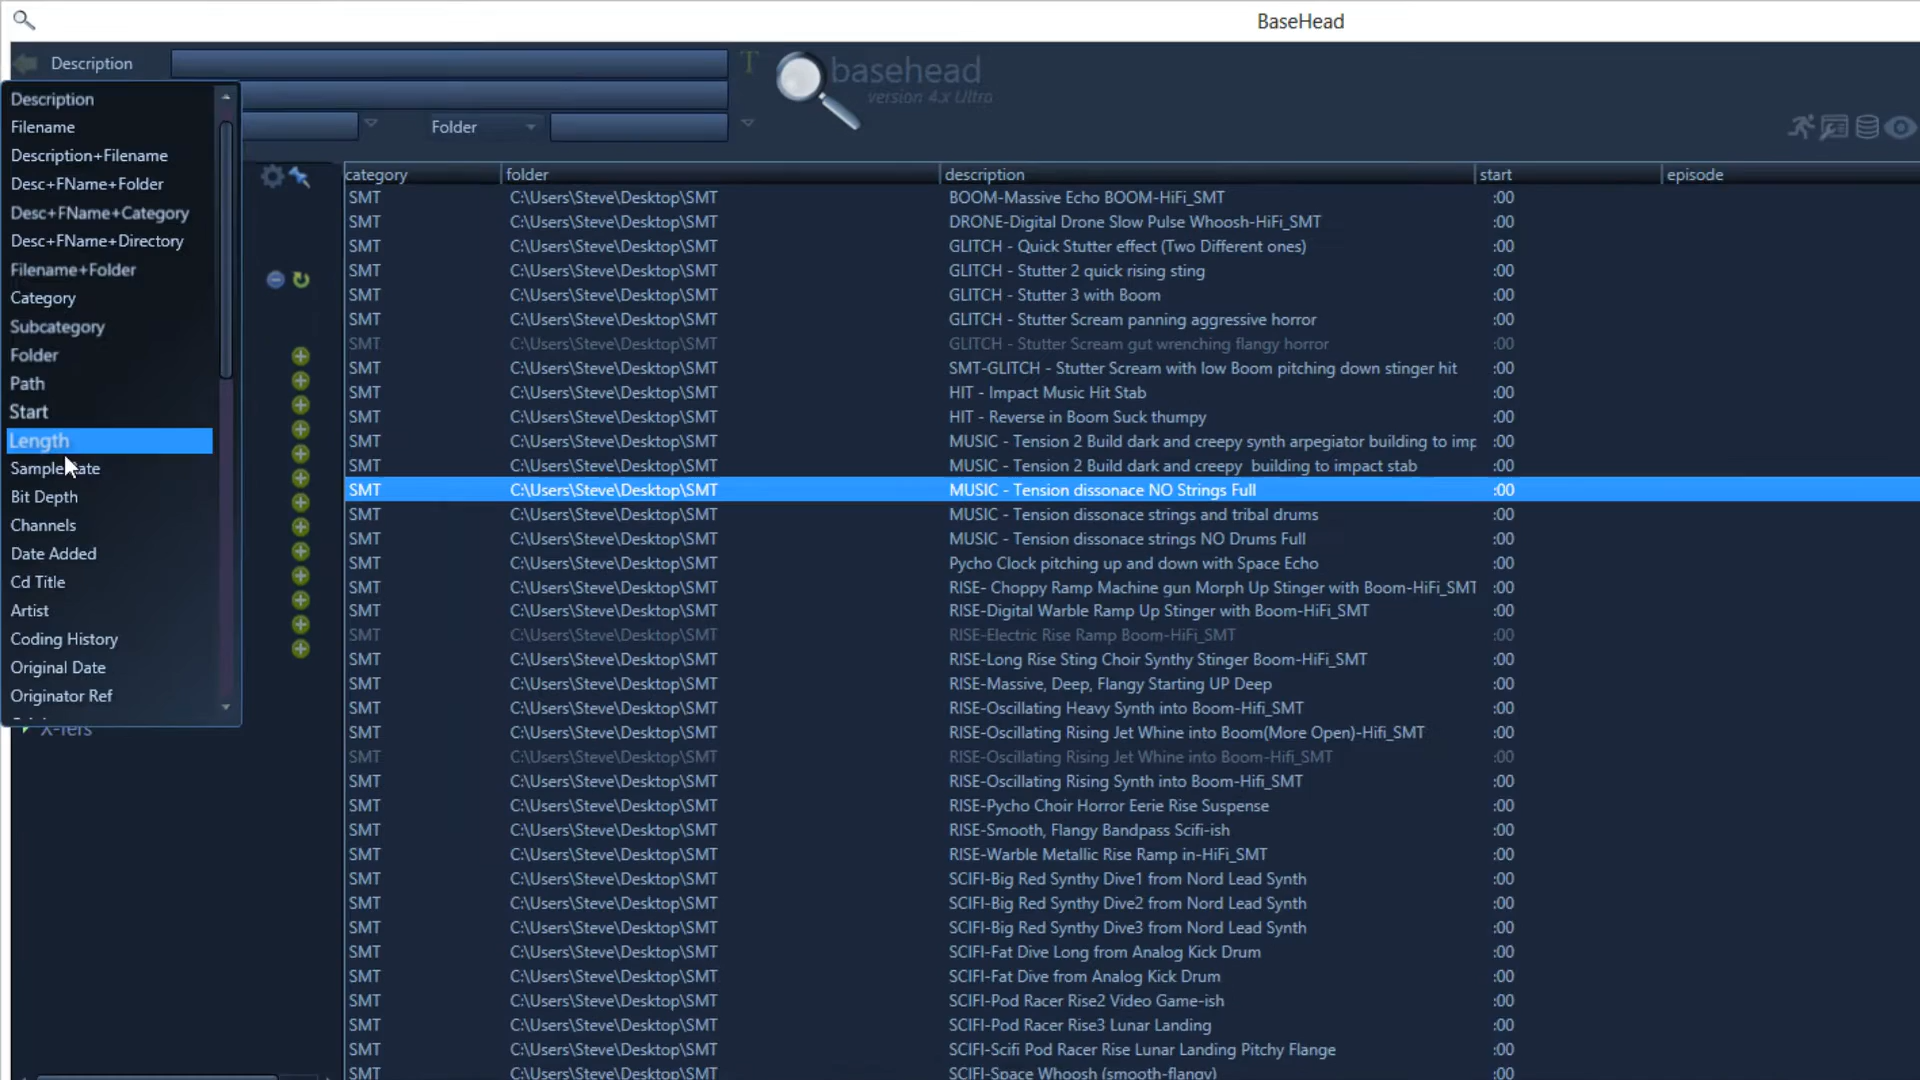 BaseHead
Description
T
basehead
version 4.x Ultra
Folder
Description
Filename
Description+Filename
Desc+FName+Folder
Desc+FName+Category
Desc+FName+Directory
Filename+Folder
Category
Subcategory
Folder
Path
Start
Length
Bit Depth
Channels
Date Added
Cd Title
Artist
Coding History
Original Date
Originator Ref
X-fers
category folder description start episode
SMT C:\Users\Steve\Desktop\SMT BOOM-Massive Echo BOOM-HiFi_SMT :00
SMT C:\Users\Steve\Desktop\SMT DRONE-Digital Drone Slow Pulse Whoosh-HiFi_SMT :00
SMT C:\Users\Steve\Desktop\SMT GLITCH - Quick Stutter effect (Two Different ones) :00
SMT C:\Users\Steve\Desktop\SMT GLITCH - Stutter 2 quick rising sting :00
SMT C:\Users\Steve\Desktop\SMT GLITCH - Stutter 3 with Boom :00
SMT C:\Users\Steve\Desktop\SMT GLITCH - Stutter Scream panning aggressive horror :00
SMT C:\Users\Steve\Desktop\SMT GLITCH - Stutter Scream gut wrenching flangy horror :00
SMT C:\Users\Steve\Desktop\SMT SMT-GLITCH - Stutter Scream with low Boom pitching down stinger hit :00
SMT C:\Users\Steve\Desktop\SMT HIT - Impact Music Hit Stab :00
SMT C:\Users\Steve\Desktop\SMT HIT - Reverse in Boom Suck thumpy :00
SMT C:\Users\Steve\Desktop\SMT MUSIC - Tension 2 Build dark and creepy synth arpegiator building to imp :00
SMT C:\Users\Steve\Desktop\SMT MUSIC - Tension 2 Build dark and creepy building to impact stab :00
SMT C:\Users\Steve\Desktop\SMT MUSIC - Tension dissonace NO Strings Full :00
SMT C:\Users\Steve\Desktop\SMT MUSIC - Tension dissonace strings and tribal drums :00
SMT C:\Users\Steve\Desktop\SMT MUSIC - Tension dissonace strings NO Drums Full :00
SMT C:\Users\Steve\Desktop\SMT Pycho Clock pitching up and down with Space Echo :00
SMT C:\Users\Steve\Desktop\SMT RISE- Choppy Ramp Machine gun Morph Up Stinger with Boom-HiFi_SMT :00
SMT C:\Users\Steve\Desktop\SMT RISE-Digital Warble Ramp Up Stinger with Boom-HiFi_SMT :00
SMT C:\Users\Steve\Desktop\SMT RISE-Electric Rise Ramp Boom-HiFi_SMT :00
SMT C:\Users\Steve\Desktop\SMT RISE-Long Rise Sting Choir Synthy Stinger Boom-HiFi_SMT :00
SMT C:\Users\Steve\Desktop\SMT RISE-Massive, Deep, Flangy Starting UP Deep :00
SMT C:\Users\Steve\Desktop\SMT RISE-Oscillating Heavy Synth into Boom-HiFi_SMT :00
SMT C:\Users\Steve\Desktop\SMT RISE-Oscillating Rising Jet Whine into Boom(More Open)-Hifi_SMT :00
SMT C:\Users\Steve\Desktop\SMT RISE-Oscillating Rising Jet Whine into Boom-Hifi_SMT :00
SMT C:\Users\Steve\Desktop\SMT RISE-Oscillating Rising Synth into Boom-Hifi_SMT :00
SMT C:\Users\Steve\Desktop\SMT RISE-Pycho Choir Horror Eerie Rise Suspense :00
SMT C:\Users\Steve\Desktop\SMT RISE-Smooth, Flangy Bandpass Scifi-ish :00
SMT C:\Users\Steve\Desktop\SMT RISE-Warble Metallic Rise Ramp in-HiFi_SMT :00
SMT C:\Users\Steve\Desktop\SMT SCIFI-Big Red Synthy Dive1 from Nord Lead Synth :00
SMT C:\Users\Steve\Desktop\SMT SCIFI-Big Red Synthy Dive2 from Nord Lead Synth :00
SMT C:\Users\Steve\Desktop\SMT SCIFI-Big Red Synthy Dive3 from Nord Lead Synth :00
SMT C:\Users\Steve\Desktop\SMT SCIFI-Fat Dive Long from Analog Kick Drum :00
SMT C:\Users\Steve\Desktop\SMT SCIFI-Fat Dive from Analog Kick Drum :00
SMT C:\Users\Steve\Desktop\SMT SCIFI-Pod Racer Rise2 Video Game-ish :00
SMT C:\Users\Steve\Desktop\SMT SCIFI-Pod Racer Rise3 Lunar Landing :00
SMT C:\Users\Steve\Desktop\SMT SCIFI-Scifi Pod Racer Rise Lunar Landing Pitchy Flange :00
SMT C:\Users\Steve\Desktop\SMT SCIFI-Space Whoosh (smooth-flangy) :00